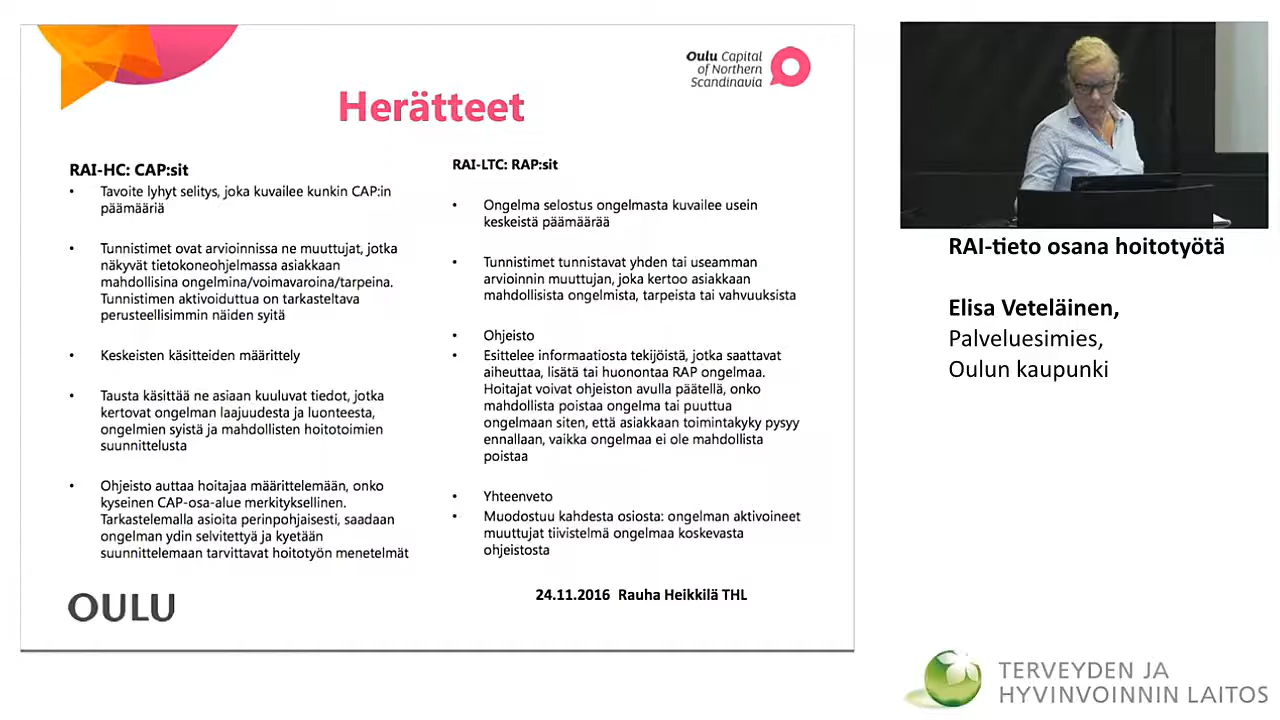 Oulu Capital
of Northern
Scandinavia
Herätteet
RAI-HC: CAP:sit
• Tavoite lyhyt selitys, joka kuvailee kunkin CAP:in
päämääriä
• Tunnistimet ovat arvioinnissa ne muuttujat, jotka
näkyvät tietokoneohjelmassa asiakkaan
mahdollisina ongelmina/voimavaroina/tarpeina.
Tunnistimen aktivoiduttua on tarkasteltava
perusteellisimmin näiden syitä
• Keskeisten käsitteiden määrittely
• Tausta käsittää ne asiaan kuuluvat tiedot, jotka
kertovat ongelman laajuudesta ja luonteesta,
ongelmien syistä ja mahdollisten hoitotoimien
suunnittelusta
• Ohjeisto auttaa hoitajaa määrittelemään, onko
kyseinen CAP-osa-alue merkityksellinen.
Tarkastelemalla asioita perinpohjaisesti, saadaan
ongelman ydin selvitettyä ja kyetään
suunnittelemaan tarvittavat hoitotyön menetelmät
RAI-LTC: RAP:sit
• Ongelma selostus ongelmasta kuvailee usein
keskeistä päämäärää
• Tunnistimet tunnistavat yhden tai useamman
arvioinnin muuttujan, joka kertoo asiakkaan
mahdollisista ongelmista, tarpeista tai vahvuuksista
• Ohjeisto
• Esittelee informaatiosta tekijöistä, jotka saattavat
aiheuttaa, lisätä tai huonontaa RAP ongelmaa.
Hoitajat voivat ohjeiston avulla päätellä, onko
mahdollista poistaa ongelma tai puuttua
ongelmaan siten, että asiakkaan toimintakyky pysyy
ennallaan, vaikka ongelmaa ei ole mahdollista
poistaa
• Yhteenveto
• Muodostuu kahdesta osiosta: ongelman aktivoineet
muuttujat tiivistelmä ongelmaa koskevasta
ohjeistosta
24.11.2016 Rauha Heikkilä THL
OULU
RAI-tieto osana hoitotyötä
Elisa Veteläinen,
Palveluesimies,
Oulun kaupunki
TERVEYDEN JA
HYVINVOINNIN LAITOS